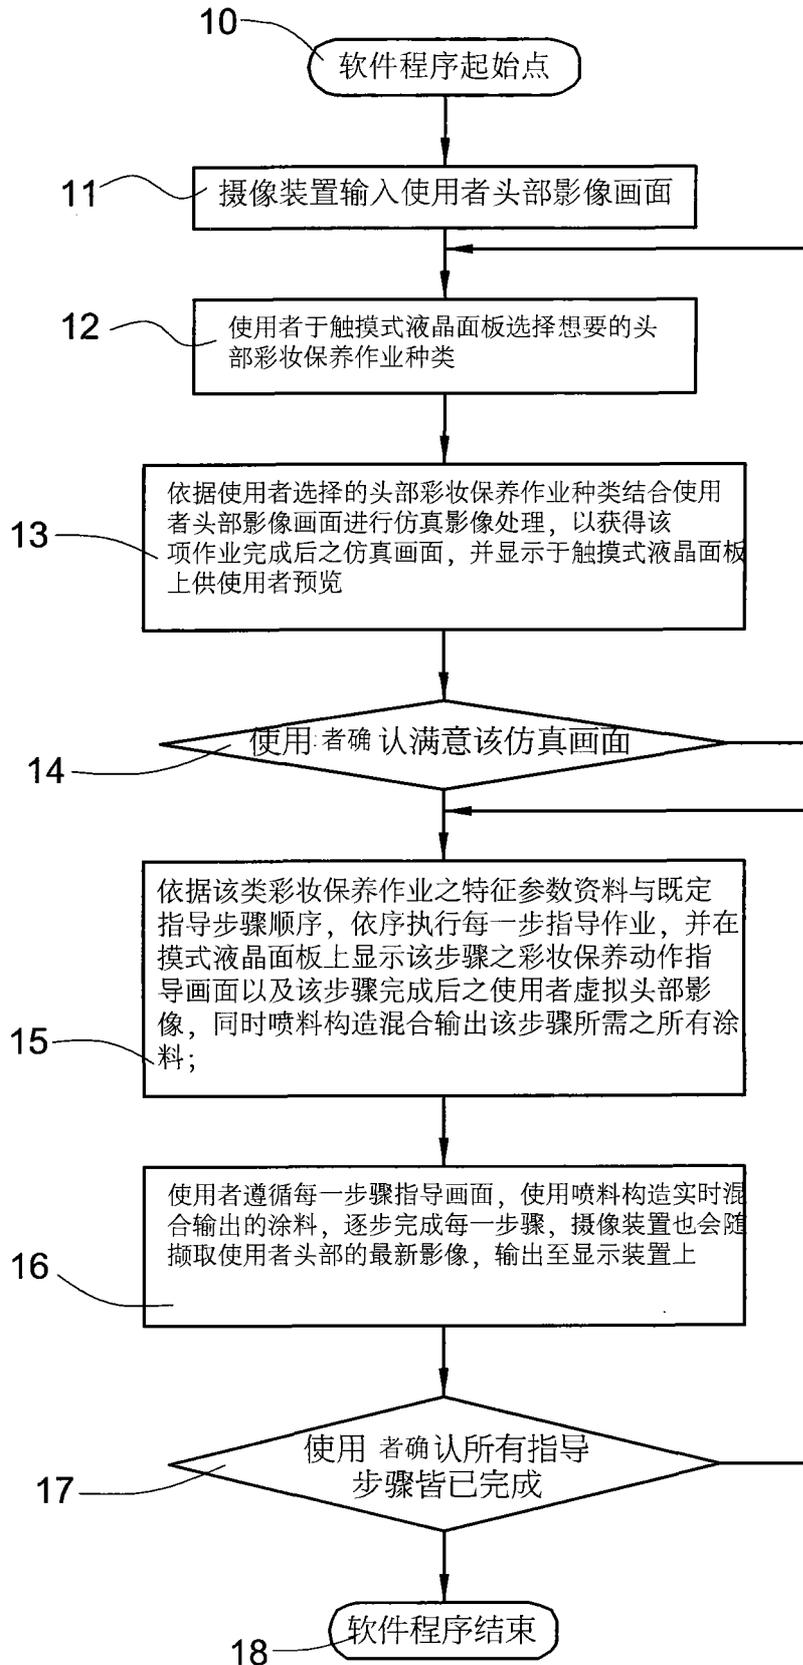 10
软件程序起始点
11
摄像装置输入使用者头部影像画面
12
使用者于触摸式液晶面板选择想要的头
部彩妆保养作业种类
13
依据使用者选择的头部彩妆保养作业种类结合使用
者头部影像画面进行仿真影像处理，以获得该
项作业完成后之仿真画面，并显示于触摸式液晶面板
上供使用者预览
14
使用者确认满意该仿真画面
15
依据该类彩妆保养作业之特征参数资料与既定
指导步骤顺序，依序执行每一步指导作业，并在
摸式液晶面板上显示该步骤之彩妆保养动作指
导画面以及该步骤完成后之使用者虚拟头部影
像，同时喷料构造混合输出该步骤所需之所有涂
料；
16
使用者遵循每一步骤指导画面，使用喷料构造实时混
合输出的涂料，逐步完成每一步骤，摄像装置也会随
撷取使用者头部的最新影像，输出至显示装置上
17
使用者确认所有指导
步骤皆已完成
18
软件程序结束